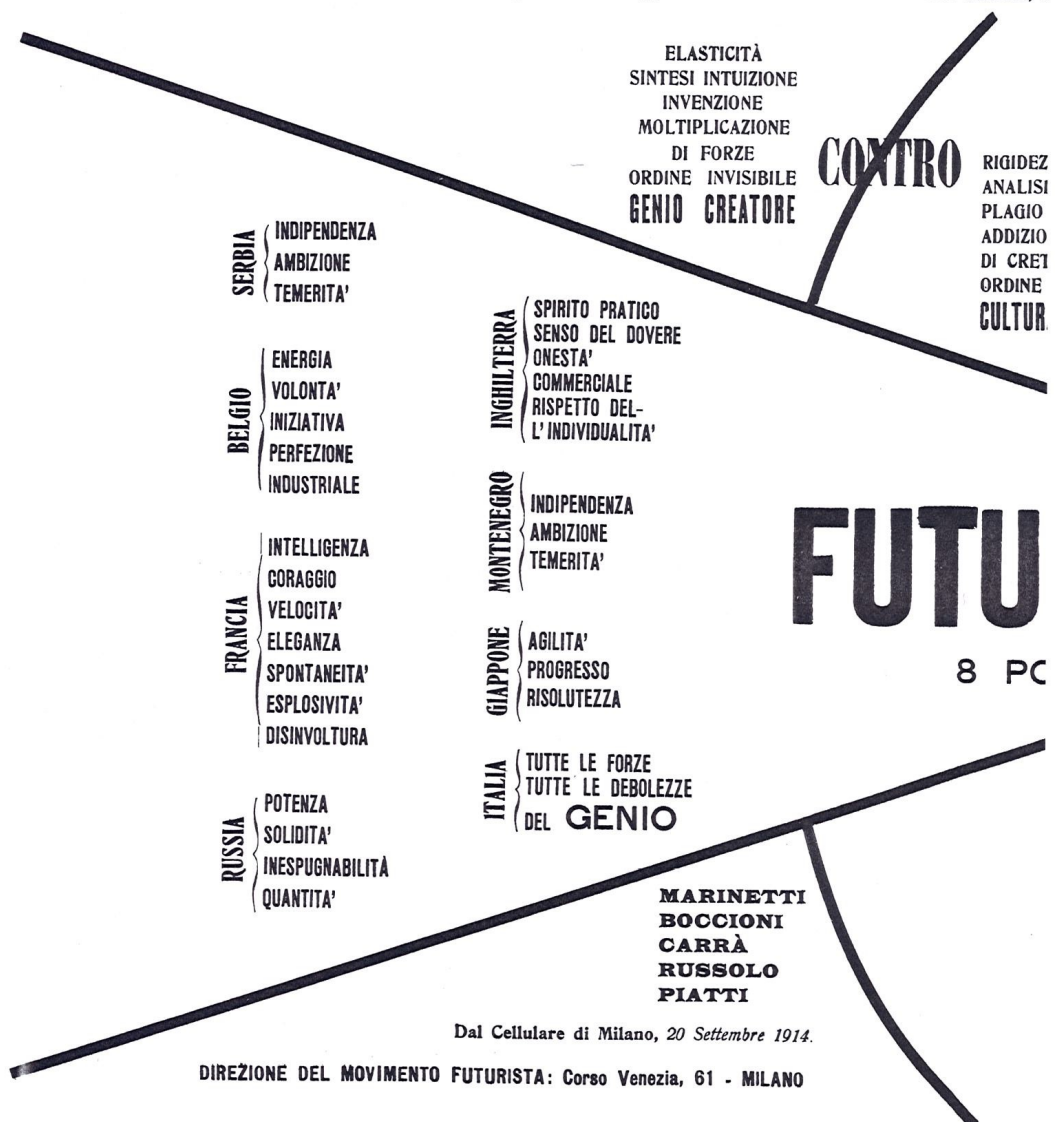 ELASTICITÀ
SINTESI INTUIZIONE
INVENZIONE
MOLTIPLICAZIONE
DI FORZE
ORDINE INVISIBILE
GENIO CREATORE
CONTRO
RIGIDEZ
ANALISI
PLAGIO
ADDIZIO
DI CRET
ORDINE
CULTUR
SERBIA
INDIPENDENZA
AMBIZIONE
TEMERITA'
BELGIO
ENERGIA
VOLONTA'
INIZIATIVA
PERFEZIONE
INDUSTRIALE
FRANCIA
INTELLIGENZA
CORAGGIO
VELOCITA'
ELEGANZA
SPONTANEITA'
ESPLOSIVITA'
DISINVOLTURA
RUSSIA
POTENZA
SOLIDITA'
INESPUGNABILITÀ
QUANTITA'
INGHILTERRA
SPIRITO PRATICO
SENSO DEL DOVERE
ONESTA'
COMMERCIALE
RISPETTO DEL-
L'INDIVIDUALITA'
MONTENEGRO
INDIPENDENZA
AMBIZIONE
TEMERITA'
GIAPPONE
AGILITA'
PROGRESSO
RISOLUTEZZA
ITALIA
TUTTE LE FORZE
TUTTE LE DEBOLEZZE
DEL GENIO
FUTU
8 PO
MARINETTI
BOCCIONI
CARRÀ
RUSSOLO
PIATTI
Dal Cellulare di Milano, 20 Settembre 1914.
DIREZIONE DEL MOVIMENTO FUTURISTA: Corso Venezia, 61 - MILANO